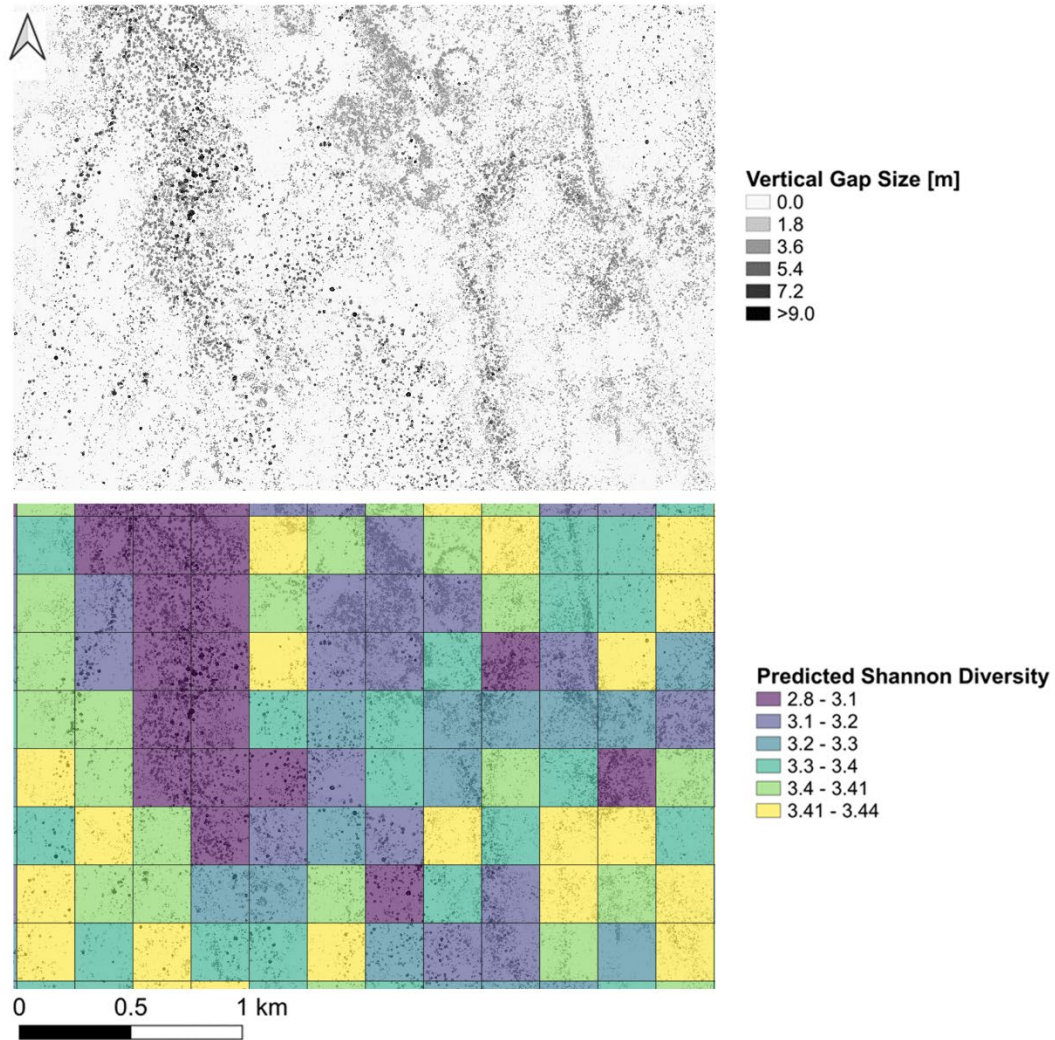 Vertical Gap Size [m]
0.0
1.8
3.6
5.4
7.2
>9.0
Predicted Shannon Diversity
2.8 - 3.1
3.1 - 3.2
3.2 - 3.3
3.3 - 3.4
3.4 - 3.41
3.41 - 3.44
0 0.5 1 km